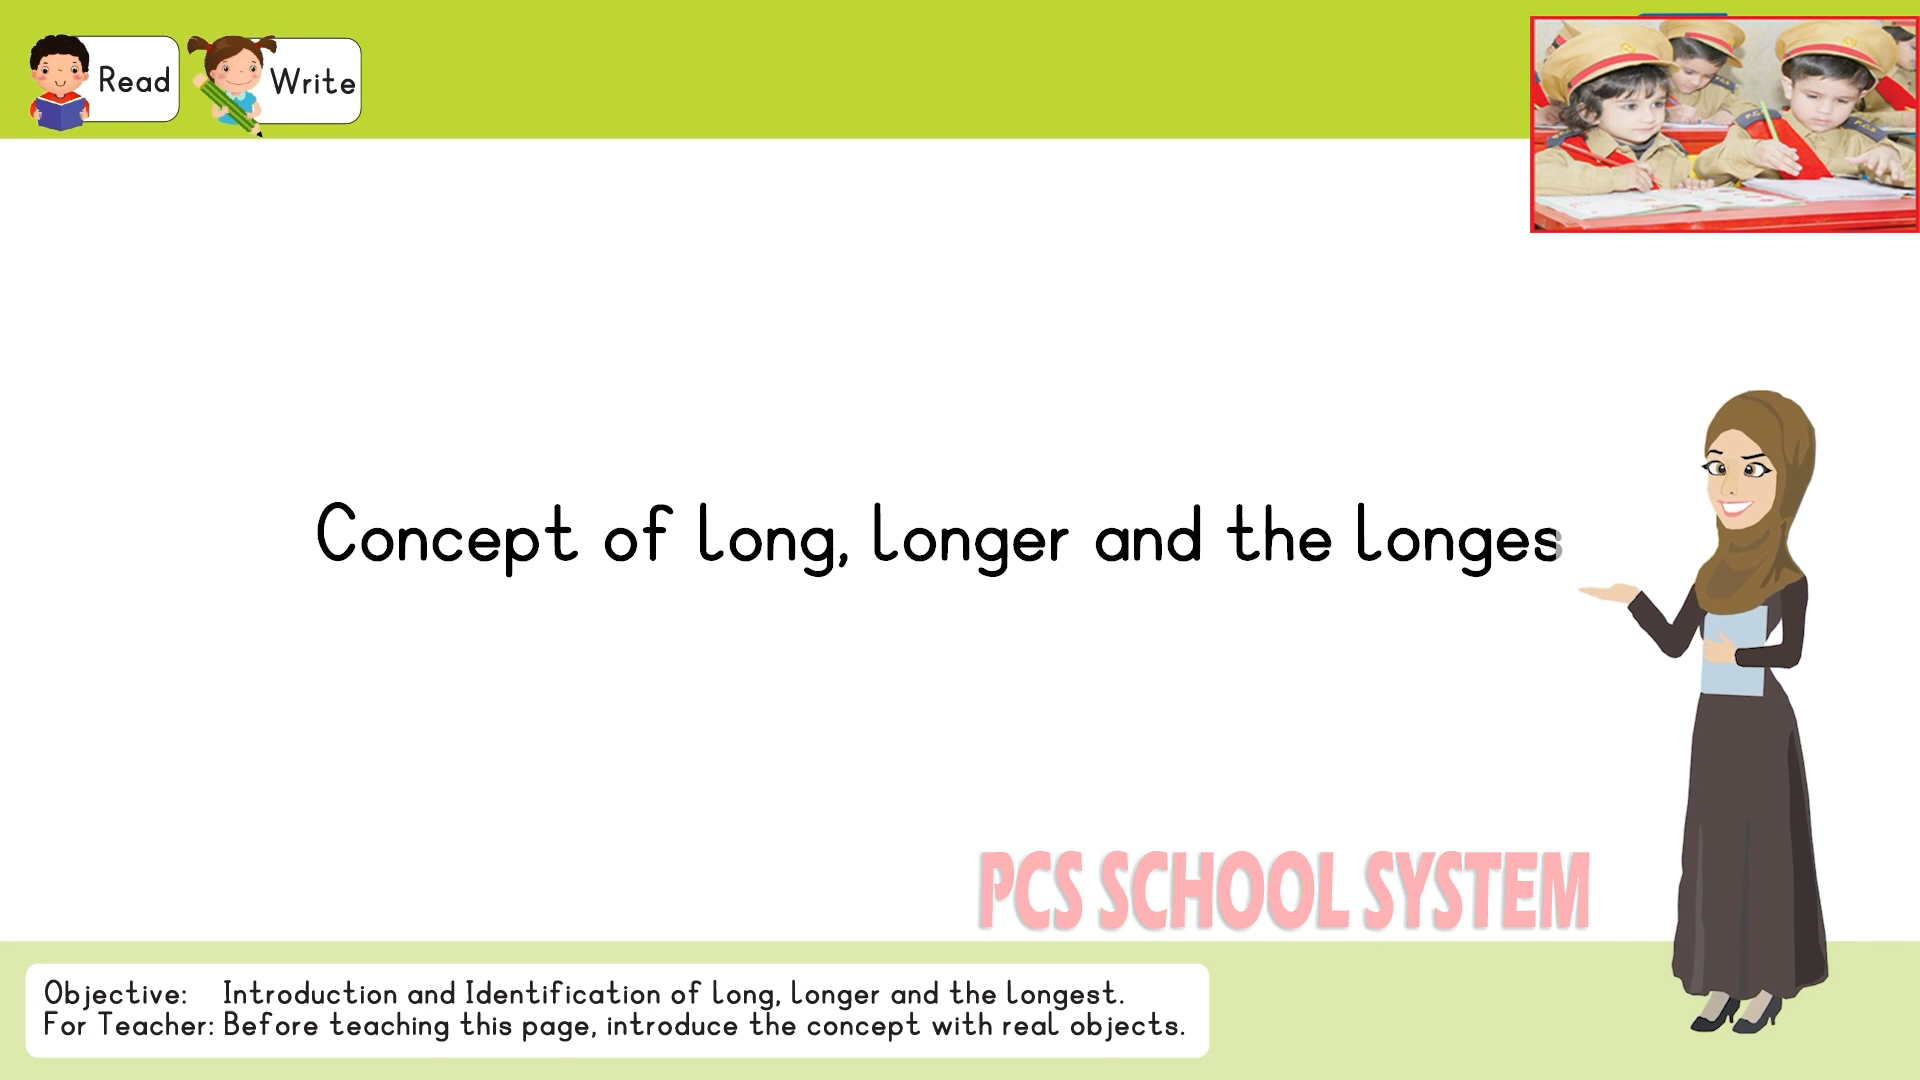 Read
Write
Concept of long, longer and the longes
PCS SCHOOL SYSTEM
Objective: Introduction and Identification of long, longer and the longest.
For Teacher: Before teaching this page, introduce the concept with real objects.